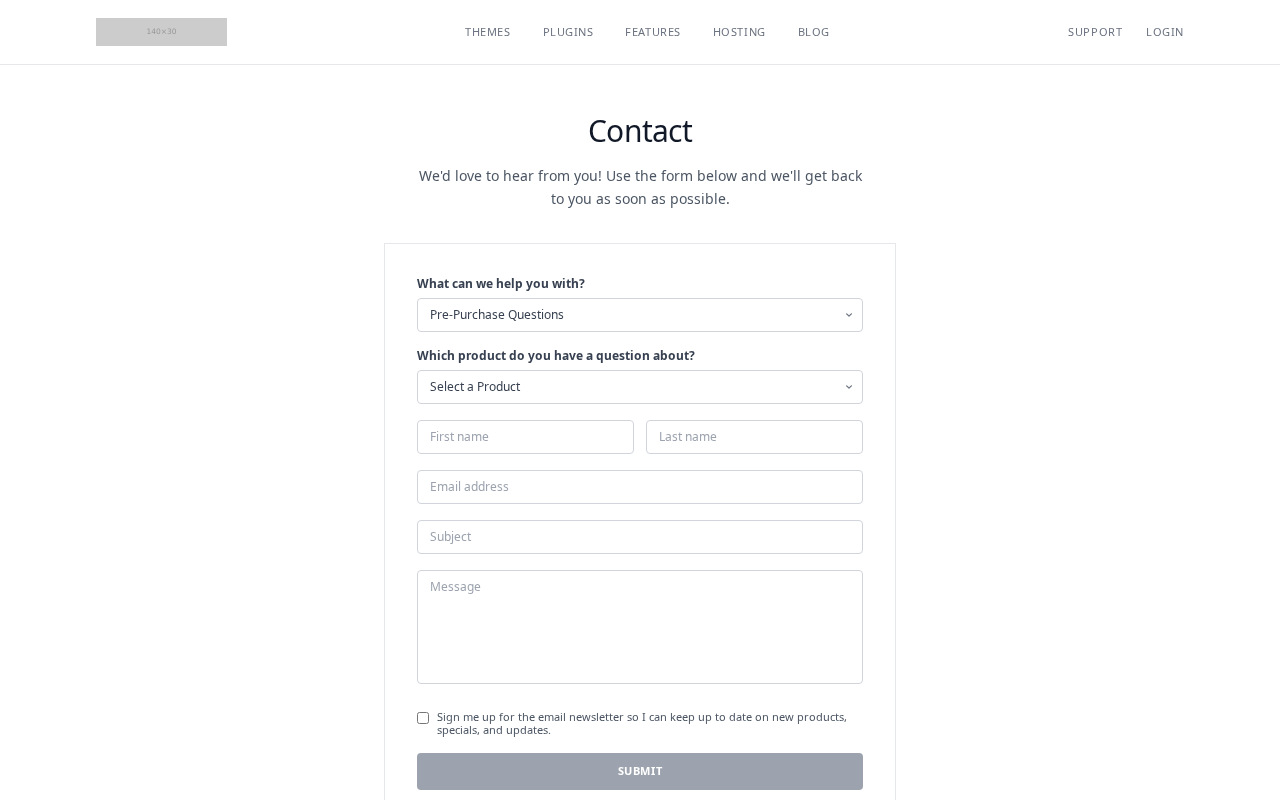 140×30
THEMES PLUGINS FEATURES HOSTING BLOG SUPPORT LOGIN
Contact
We'd love to hear from you! Use the form below and we'll get back
to you as soon as possible.
What can we help you with?
Pre-Purchase Questions
Which product do you have a question about?
Select a Product
First name Last name
Email address
Subject
Message
Sign me up for the email newsletter so I can keep up to date on new products,
specials, and updates.
SUBMIT